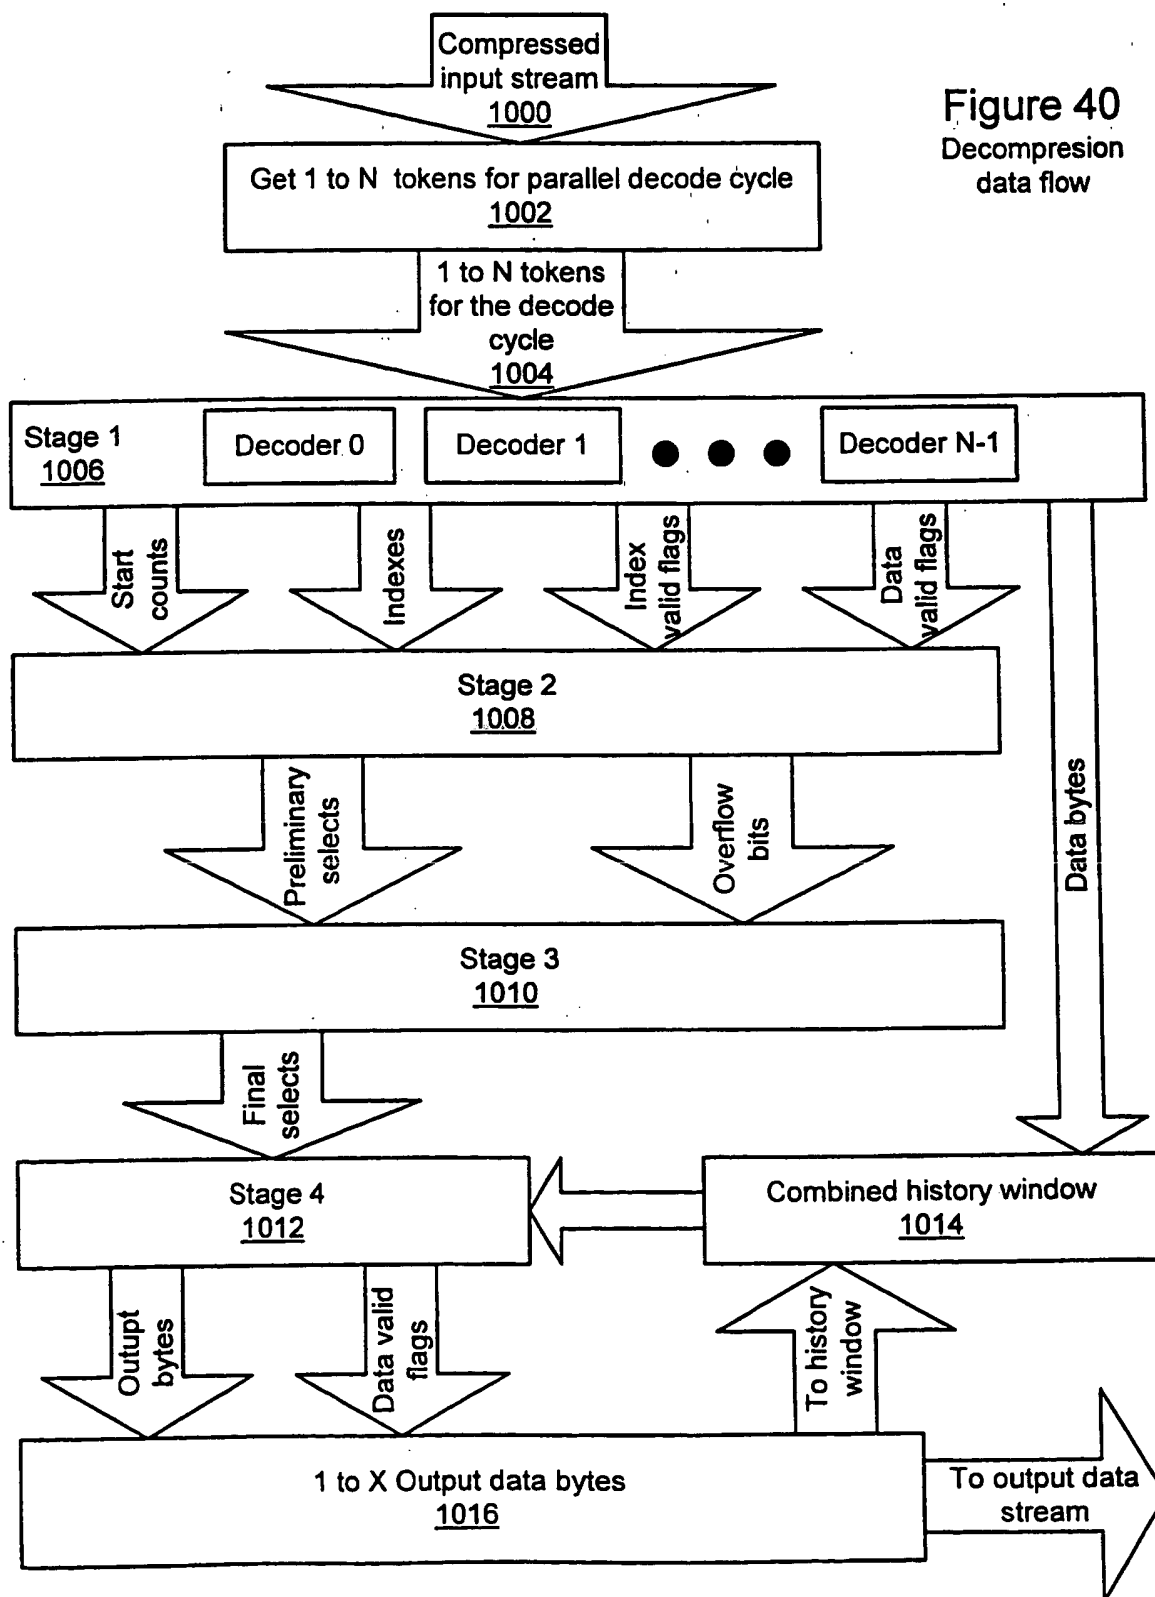 Compressed
input stream
1000
Figure 40
Decompresion
data flow
Get 1 to N tokens for parallel decode cycle
1002
1 to N tokens
for the decode
cycle
1004
Stage 1
1006
Decoder 0
Decoder 1
Decoder N-1
Start
counts
Indexes
Index
valid flags
Data
valid flags
Stage 2
1008
Preliminary
selects
Overflow
bits
Data bytes
Stage 3
1010
Final
selects
Stage 4
1012
Combined history window
1014
Outupt
bytes
Data valid
flags
To history
window
1 to X Output data bytes
1016
To output data
stream